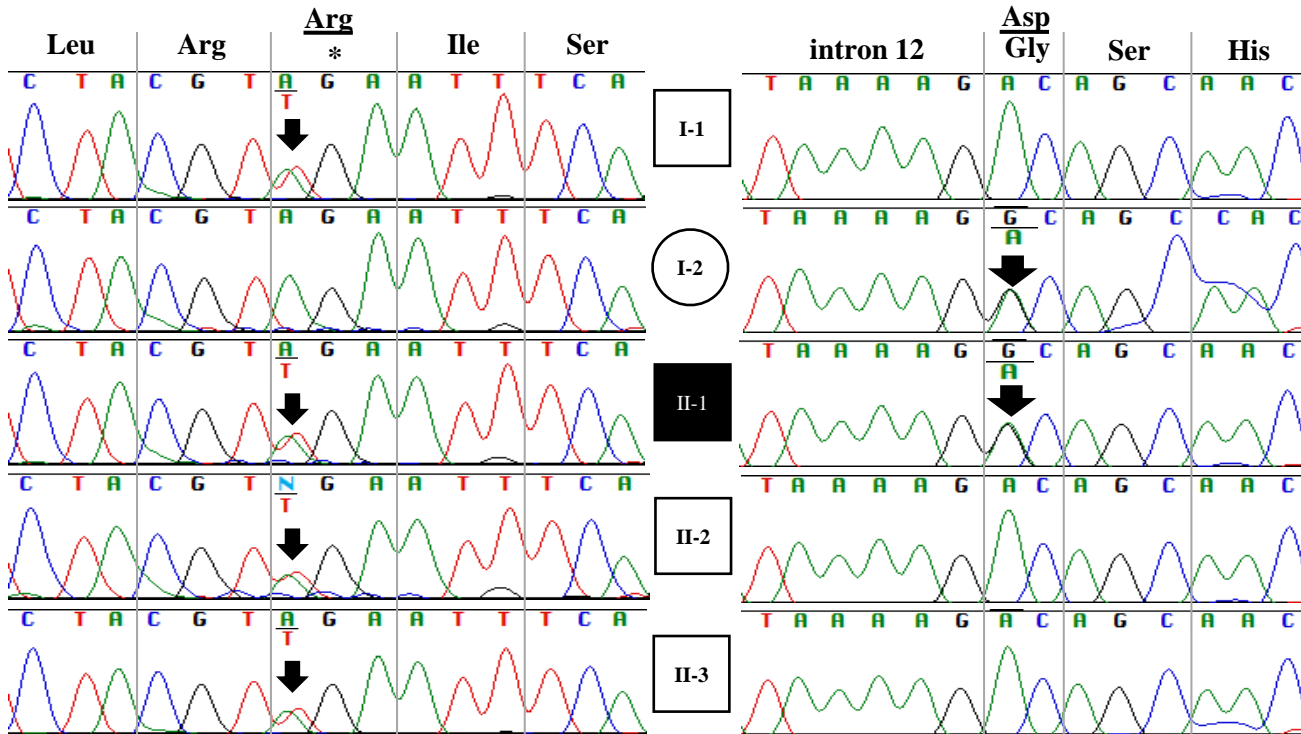 Arg Asp
Leu Arg * Ile Ser intron 12 Gly Ser His
C T A C G T A G A A T T T C A I-1 T A A A A G A C A G C A A C
T
C T A C G T A G A A T T T C A I-2 T A A A A G G C A G C C A C
A
C T A C G T A G A A T T T C A II-1 T A A A A G G C A G C A A C
T A
C T A C G T N G A A T T T C A II-2 T A A A A G A C A G C A A C
T
C T A C G T A G A A T T T C A II-3 T A A A A G A C A G C A A C
T